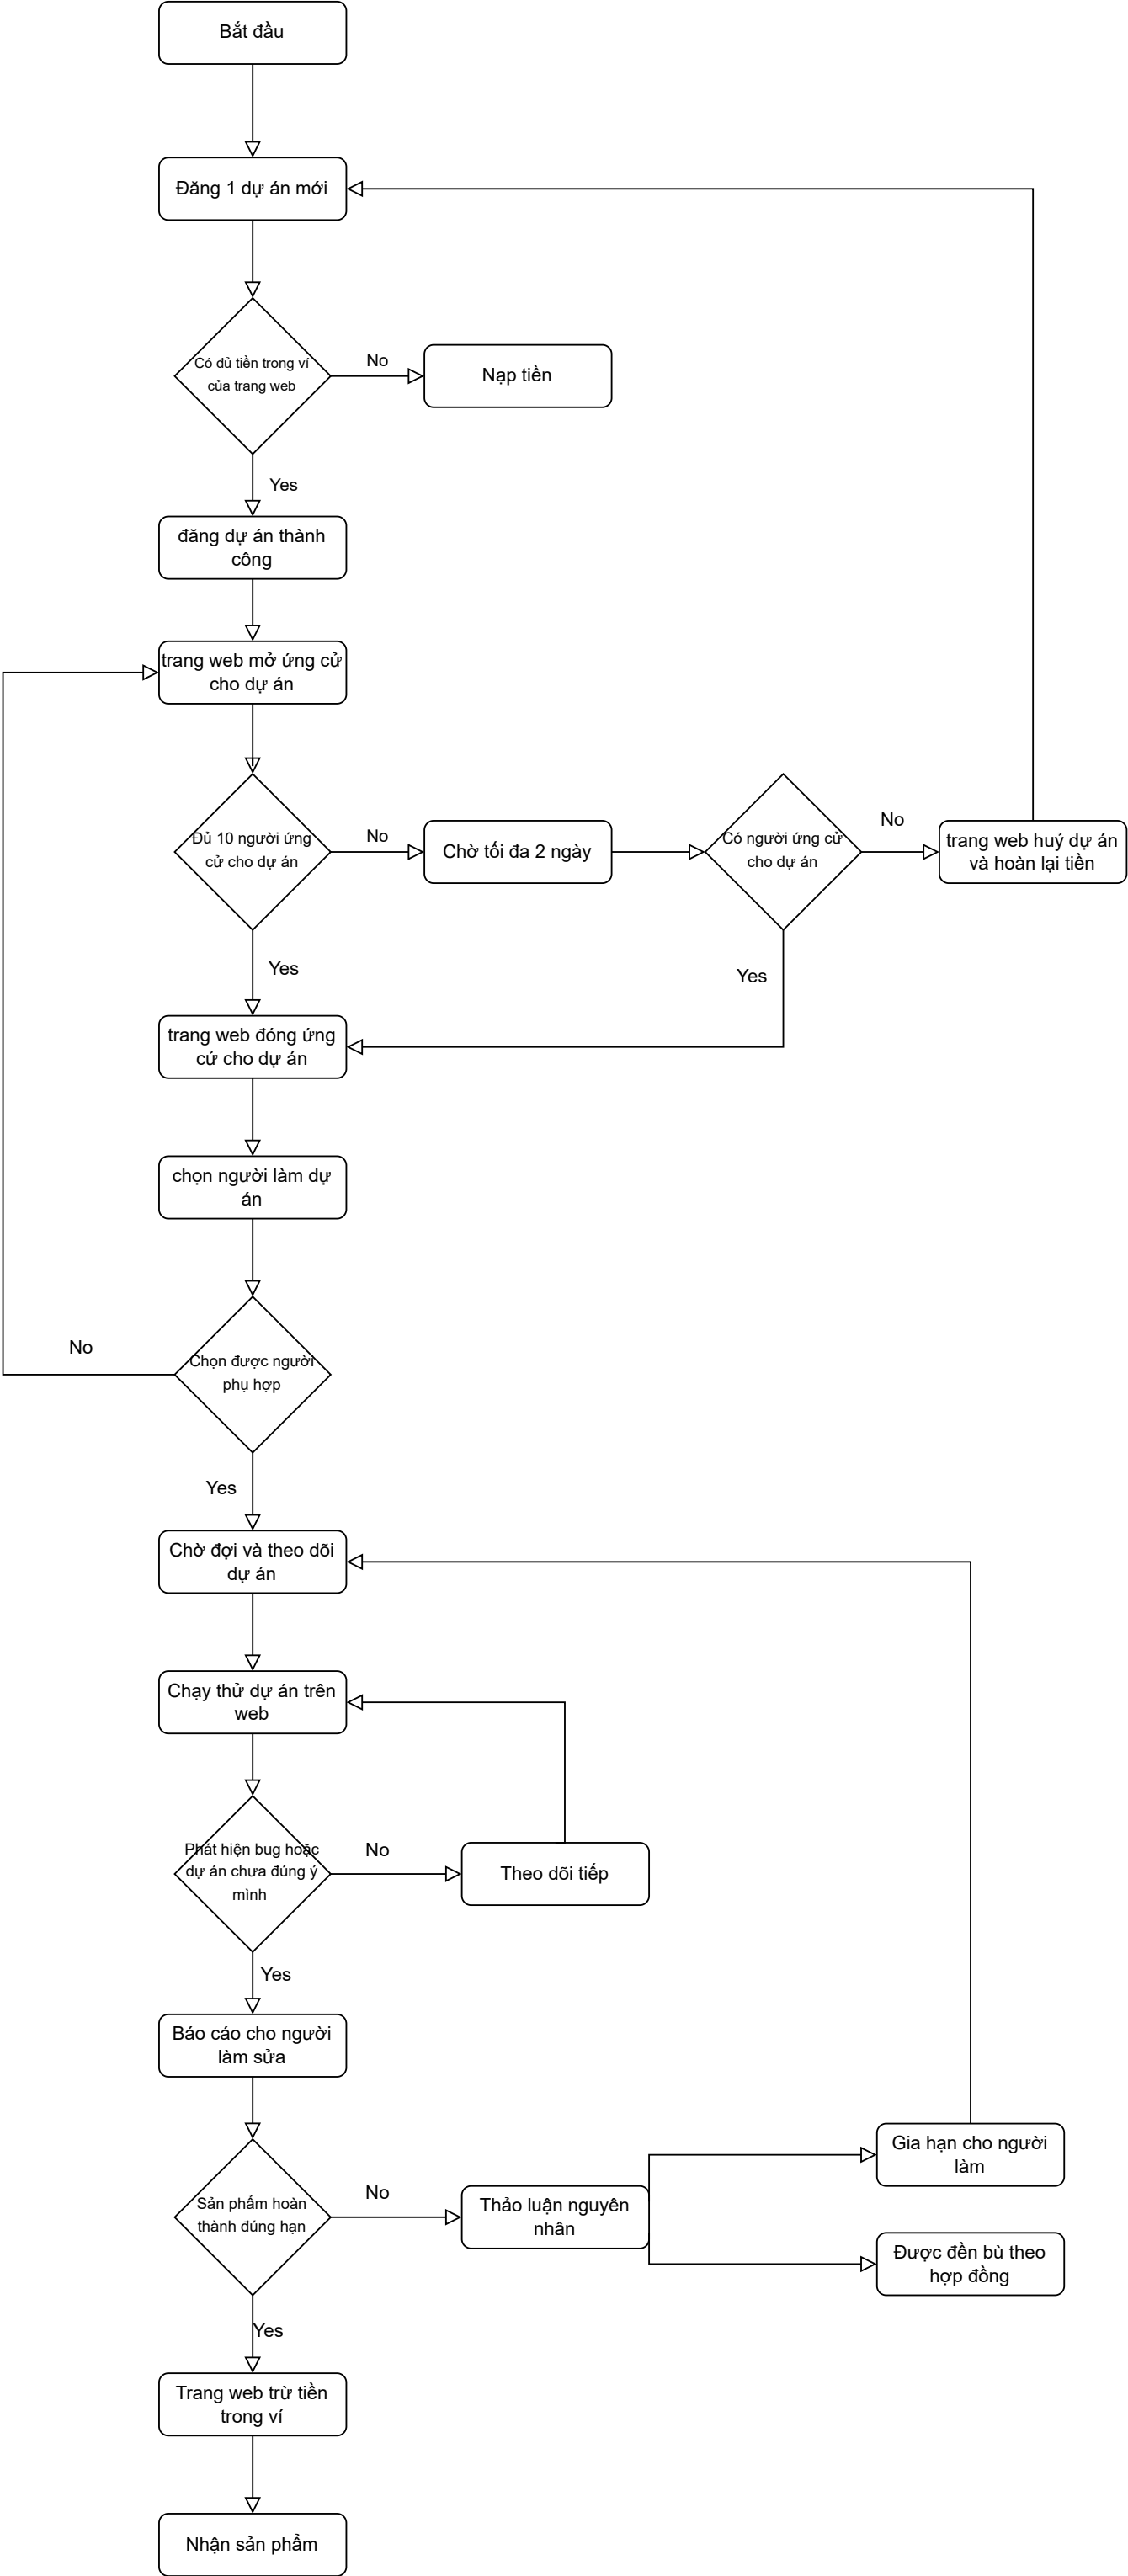 Bắt đầu
Đăng 1 dự án mới
Có đủ tiền trong ví
của trang web
No
Nạp tiền
Yes
đăng dự án thành
công
trang web mở ứng cử
cho dự án
Đủ 10 người ứng
cử cho dự án
No
Chờ tối đa 2 ngày
Có người ứng cử
cho dự án
No
trang web huỷ dự án
và hoàn lại tiền
Yes
Yes
trang web đóng ứng
cử cho dự án
chọn người làm dự
án
Chọn được người
phụ hợp
No
Yes
Chờ đợi và theo dõi
dự án
Chạy thử dự án trên
web
Phát hiện bug hoặc
dự án chưa đúng ý
mình
No
Theo dõi tiếp
Yes
Báo cáo cho người
làm sửa
Sản phẩm hoàn
thành đúng hạn
No
Thảo luận nguyên
nhân
Gia hạn cho người
làm
Được đền bù theo
hợp đồng
Yes
Trang web trừ tiền
trong ví
Nhận sản phẩm